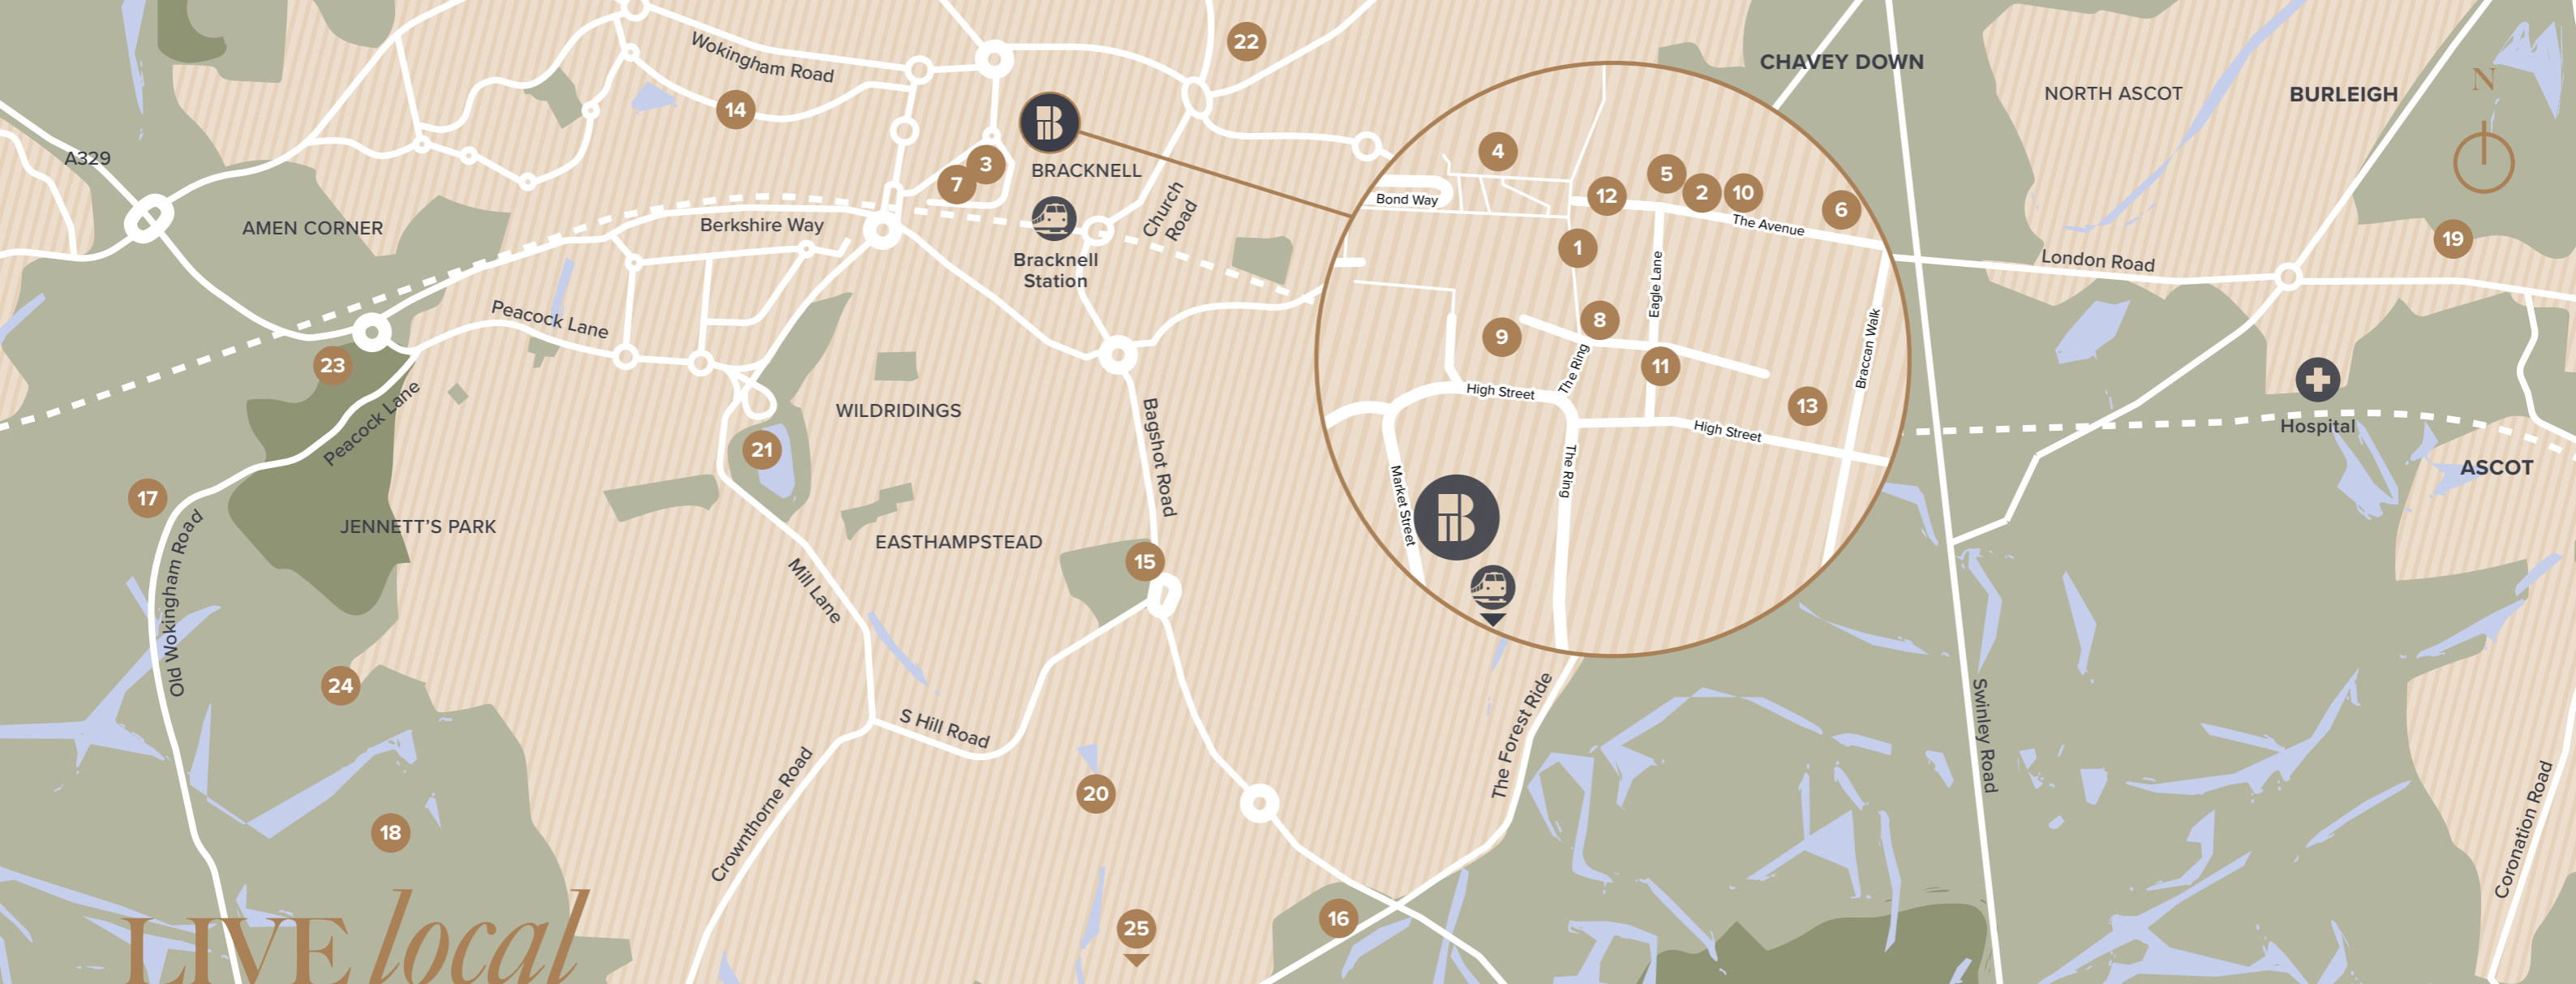 22
CHAVEY DOWN
Wokingham Road
NORTH ASCOT
BURLEIGH
N
14
B
A329
3
7
BRACKNELL
4
5
2
10
12
6
Bond Way
The Avenue
Church
Road
AMEN CORNER
Berkshire Way
19
1
Bracknell
Station
London Road
Eagle Lane
Peacock Lane
8
9
Braccan Walk
The Ring
11
23
Hospital
High Street
13
Peacock Lane
WILDRIDINGS
High Street
21
Bagshot Road
ASCOT
The Ring
Market Street
17
B
JENNETT'S PARK
EASTHAMPSTEAD
15
Old Wokingham Road
Mill Lane
24
S Hill Road
The Forest Ride
Swinley Road
20
Crownthorne Road
18
Coronation Road
16
25
LIVE local